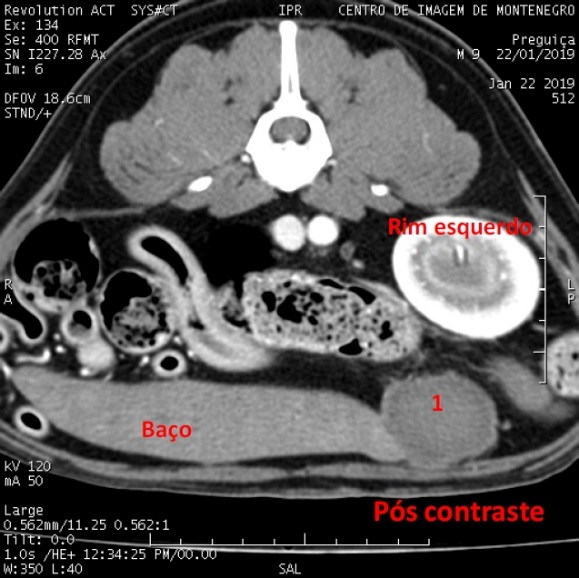 Revolution ACT SYS#CT IPR CENTRO DE IMAGEM DE MONTENEGRO
Ex: 134 Preguiça
Se: 400 RFMT M 9 22/01/2019
SN I227.28 Ax
Im: 6 Jan 22 2019
512
DFOV 18.6cm
STND/+
Rim esquerdo
R
A
L
P
1
Baço
kV 120
mA 50
Pós contraste
Large
0.562mm/11.25 0.562:1
Tilt: 0.0
1.0s /HE+ 12:34:25 PM/00.00
W:350 L:40 SAL